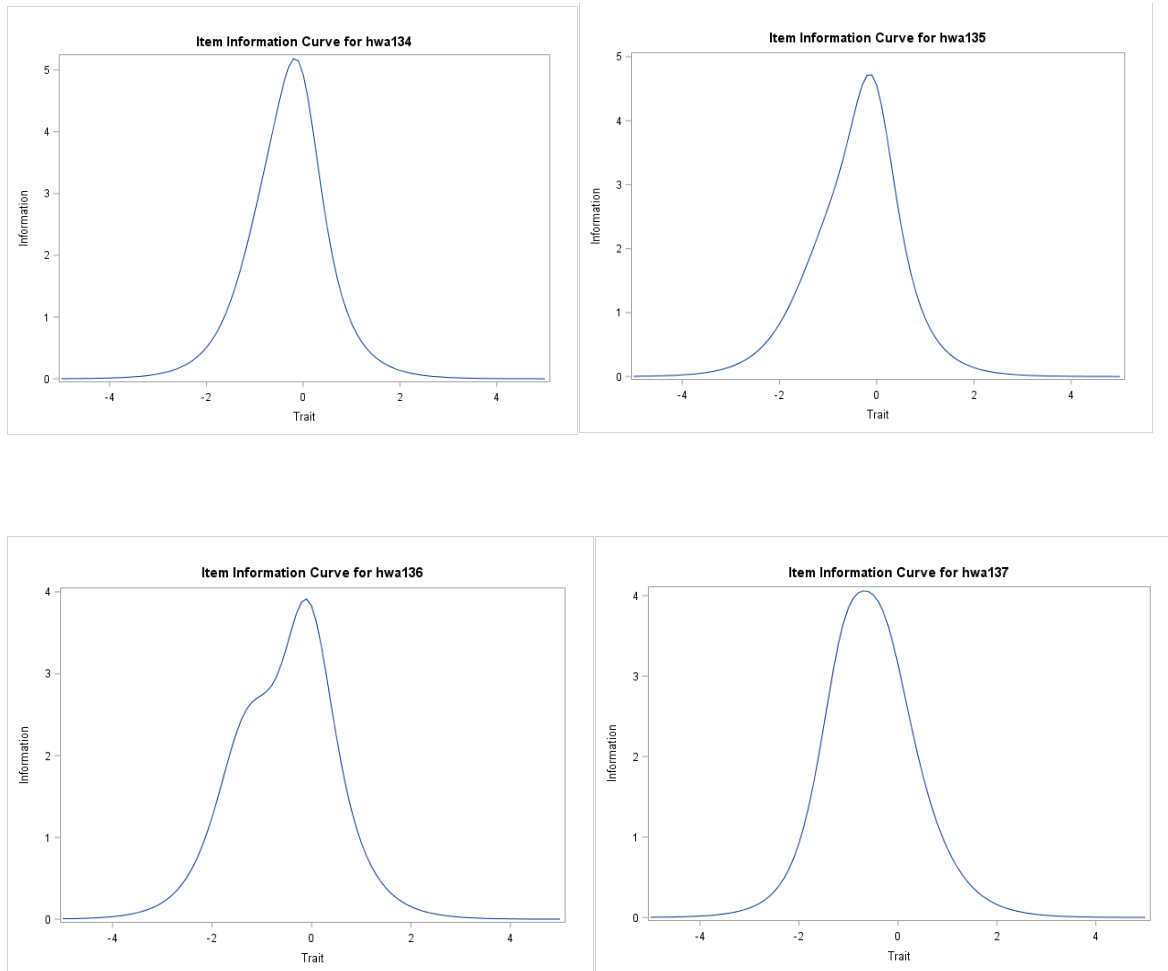 Item Information Curve for hwa134
5
4
3
2
1
0
Information
-4 -2 0 2 4
Trait
Item Information Curve for hwa135
5
4
3
2
1
0
Information
-4 -2 0 2 4
Trait
Item Information Curve for hwa136
4
3
2
1
0
Information
-4 -2 0 2 4
Trait
Item Information Curve for hwa137
4
3
2
1
0
Information
-4 -2 0 2 4
Trait